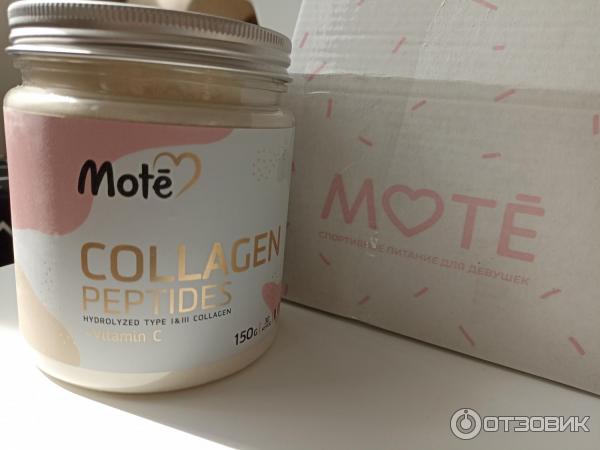 Motē
COLLAGEN
PEPTIDES
HYDROLYZED TYPE I&III COLLAGEN
+Vitamin C
150G
MOTĒ
СПОРТИВНОЕ ПИТАНИЕ ДЛЯ ДЕВУШЕК
ОТЗОВИК